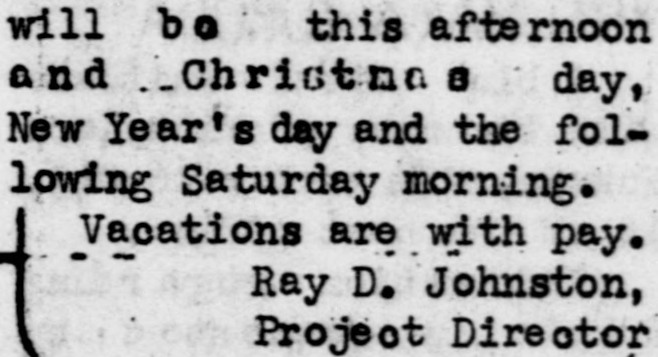 will be this afternoon
and Christmas day,
New Year's day and the fol-
lowing Saturday morning.
Vacations are with pay.
Ray D. Johnston,
Project Director